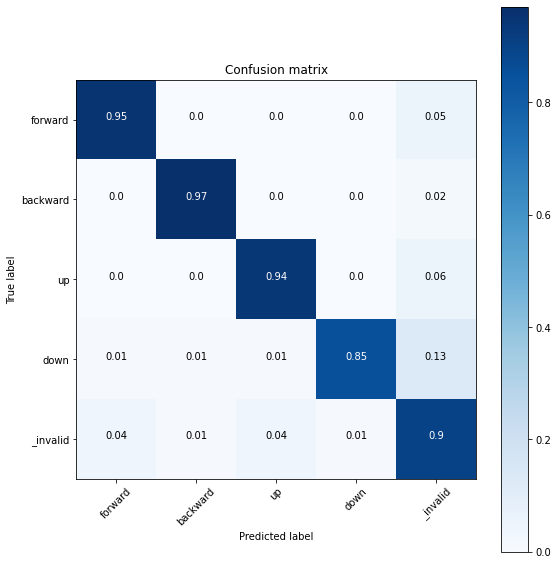 Confusion matrix
True label
forward 0.95 0.0 0.0 0.0 0.05
backward 0.0 0.97 0.0 0.0 0.02
up 0.0 0.0 0.94 0.0 0.06
down 0.01 0.01 0.01 0.85 0.13
_invalid 0.04 0.01 0.04 0.01 0.9
forward backward up down _invalid
Predicted label
0.8
0.6
0.4
0.2
0.0